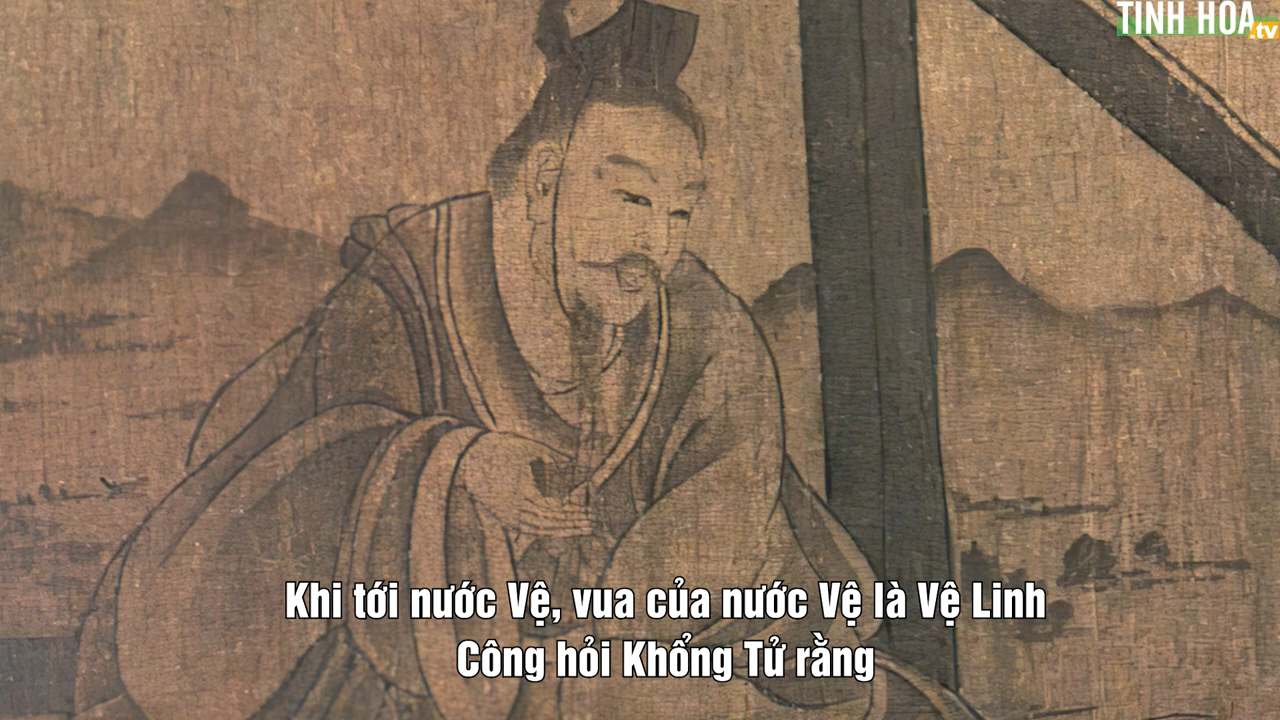 TINH HOA
.tv
Khi tới nước Vệ, vua của nước Vệ là Vệ Linh
Công hỏi Khổng Tử rằng